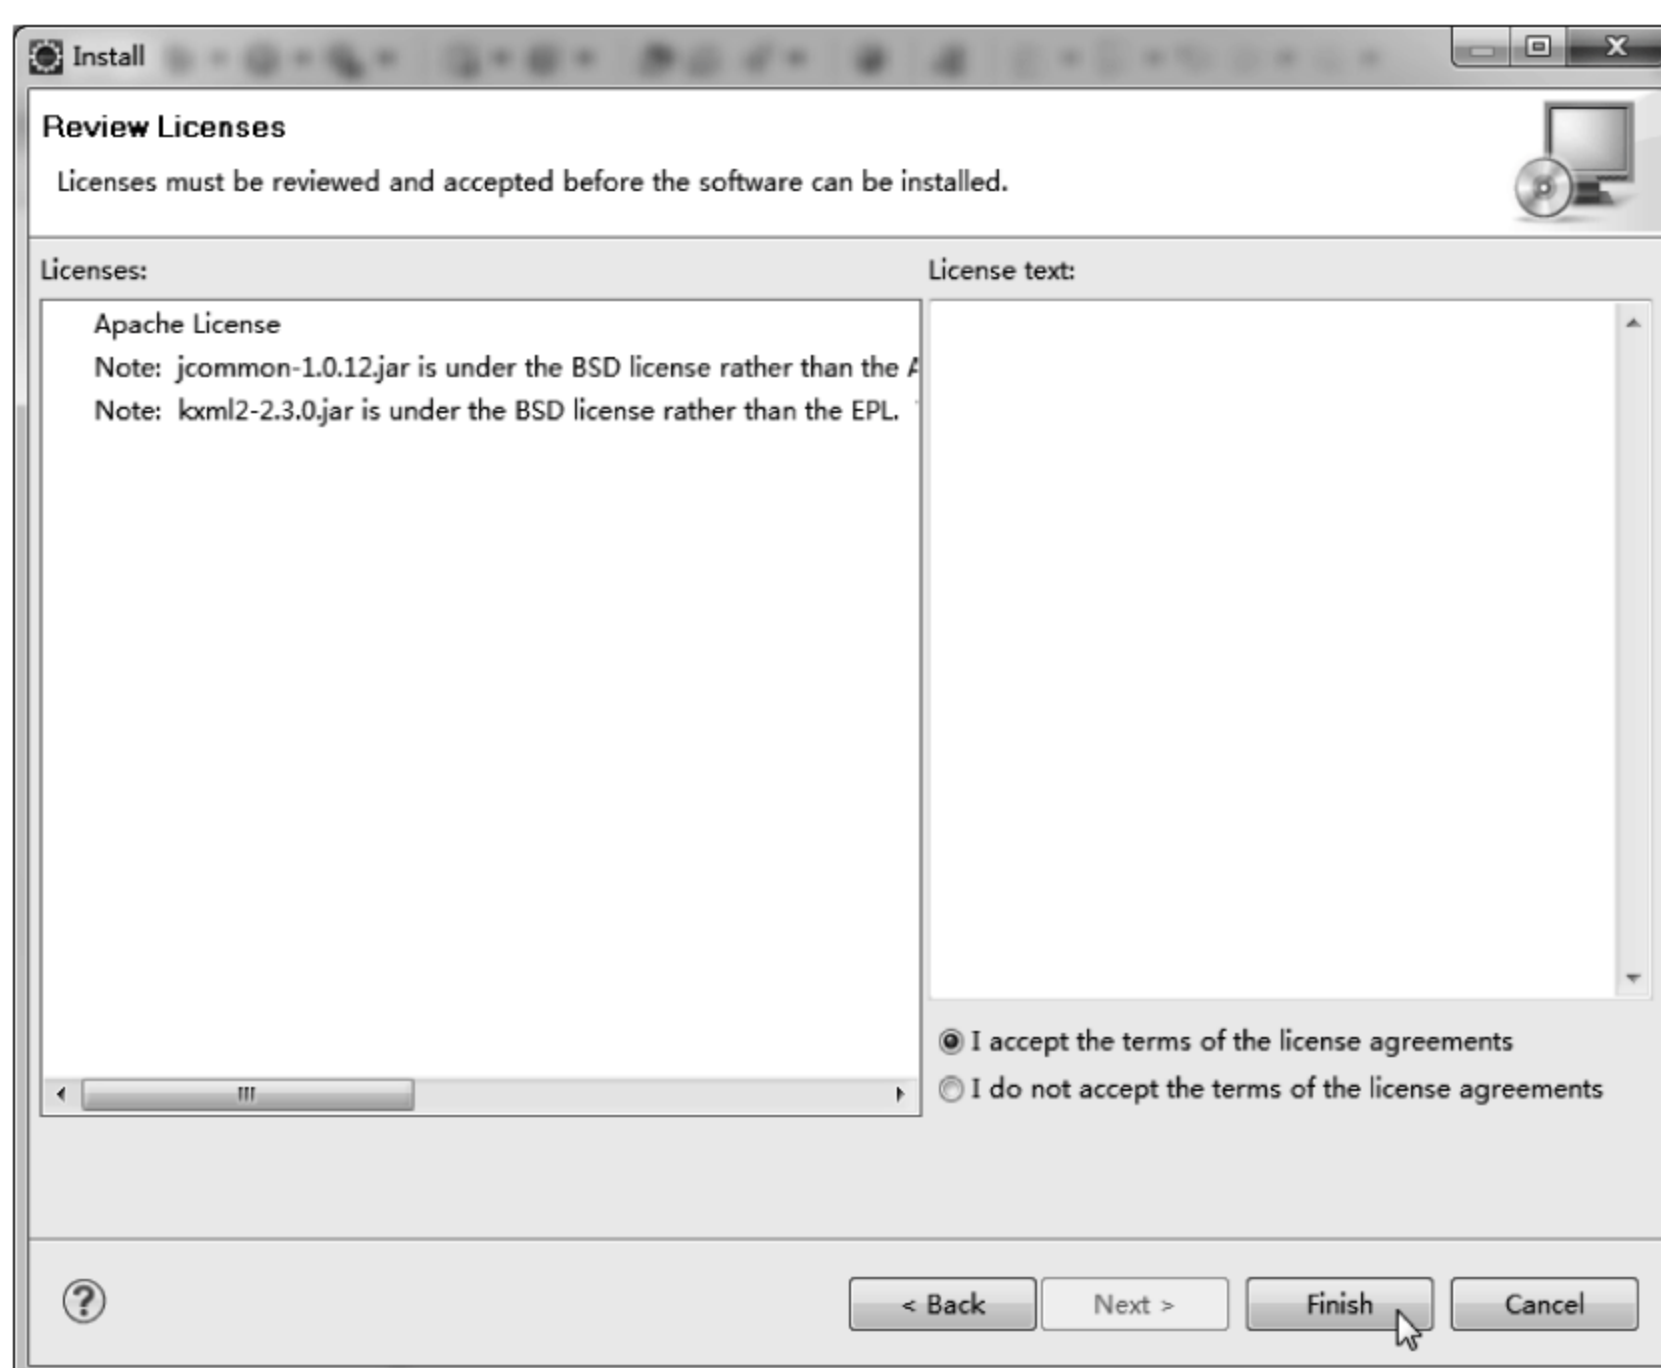 Install
Review Licenses
Licenses must be reviewed and accepted before the software can be installed.
Licenses:
License text:
Apache License
Note: jcommon-1.0.12.jar is under the BSD license rather than the
Note: kxml2-2.3.0.jar is under the BSD license rather than the EPL.
I accept the terms of the license agreements
I do not accept the terms of the license agreements
< Back
Next >
Finish
Cancel